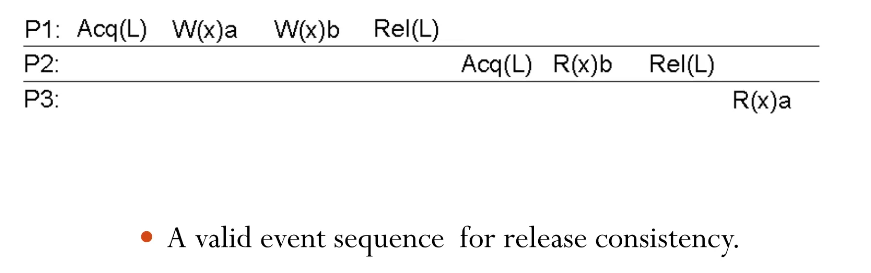 P1: Acq(L) W(x)a W(x)b Rel(L)
P2: Acq(L) R(x)b Rel(L)
P3: R(x)a
• A valid event sequence for release consistency.